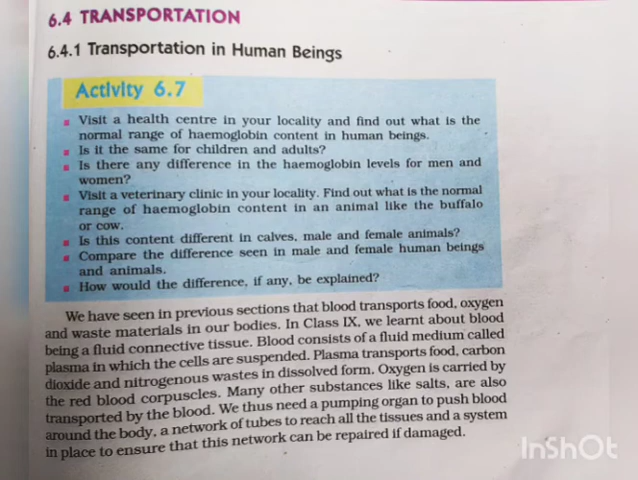 6.4 TRANSPORTATION
6.4.1 Transportation in Human Beings
Activity 6.7
Visit a health centre in your locality and find out what is the
normal range of haemoglobin content in human beings.
Is it the same for children and adults?
Is there any difference in the haemoglobin levels for men and
women?
Visit a veterinary clinic in your locality. Find out what is the normal
range of haemoglobin content in an animal like the buffalo
or cow.
Is this content different in calves, male and female animals?
Compare the difference seen in male and female human beings
and animals.
How would the difference, if any, be explained?
We have seen in previous sections that blood transports food, oxygen
and waste materials in our bodies. In Class IX, we learnt about blood
being a fluid connective tissue. Blood consists of a fluid medium called
plasma in which the cells are suspended. Plasma transports food, carbon
dioxide and nitrogenous wastes in dissolved form. Oxygen is carried by
the red blood corpuscles. Many other substances like salts, are also
transported by the blood. We thus need a pumping organ to push blood
around the body, a network of tubes to reach all the tissues and a system
in place to ensure that this network can be repaired if damaged.
InShOt